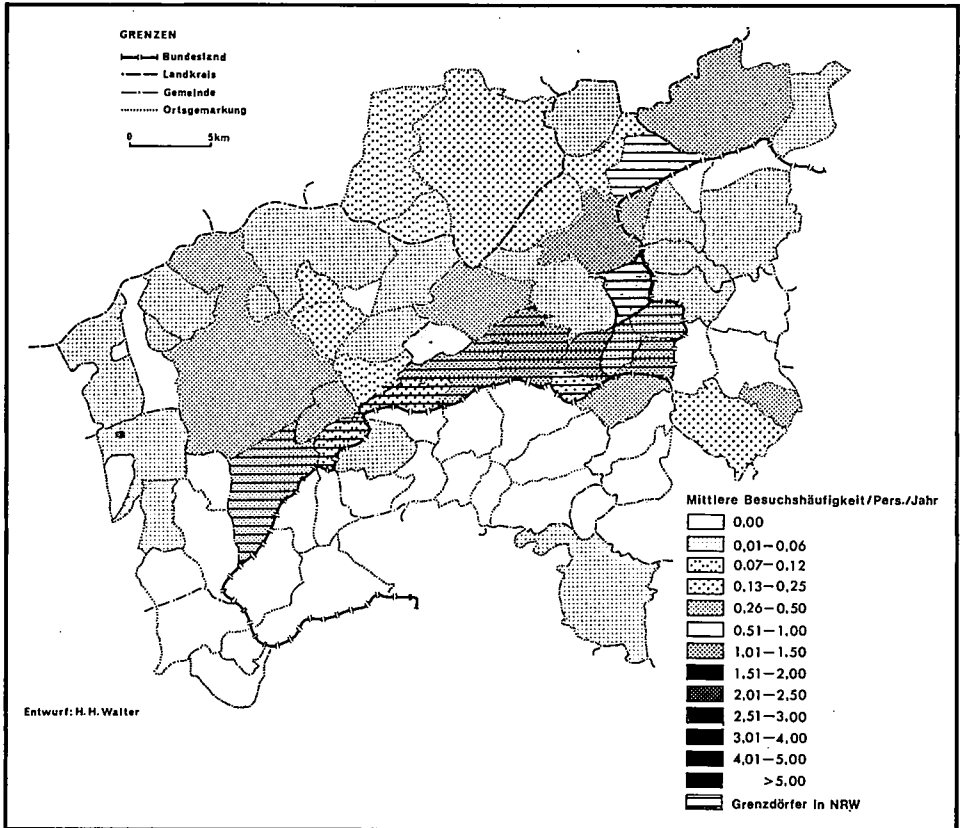 GRENZEN
Bundesland
Landkreis
Gemeinde
Ortsgemarkung
0 5km
Mittlere Besuchshäufigkeit/Pers./Jahr
0,00
0,01–0,06
0.07–0.12
0,13–0,25
0,26–0,50
0.51–1.00
1,01–1,50
1,51–2,00
2,01–2,50
2,51–3,00
3,01–4,00
4,01–5,00
>5,00
Grenzdörfer in NRW
Entwurf: H.H. Walter